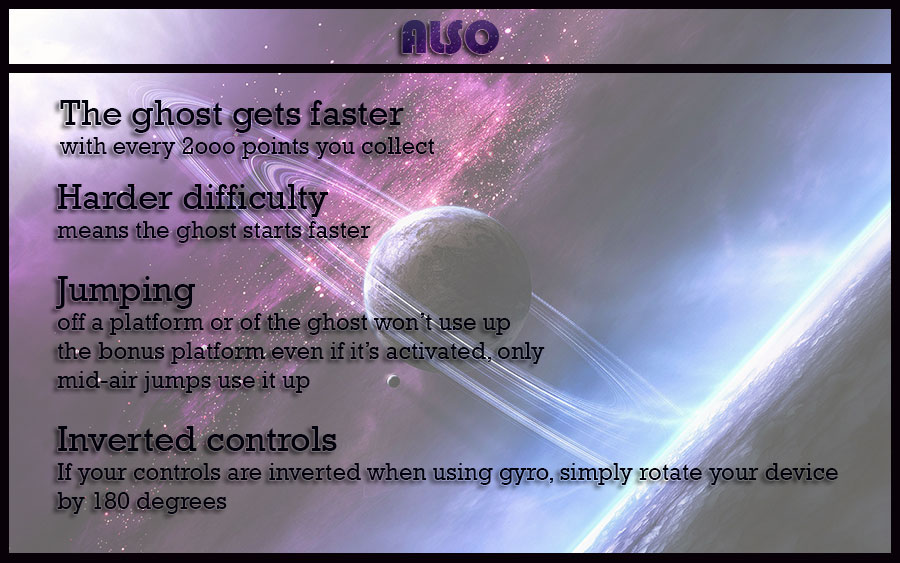 ALSO
The ghost gets faster
with every 2ooo points you collect
Harder difficulty
means the ghost starts faster
Jumping
off a platform or of the ghost won't use up
the bonus platform even if it's activated, only
mid-air jumps use it up
Inverted controls
If your controls are inverted when using gyro, simply rotate your device
by 180 degrees